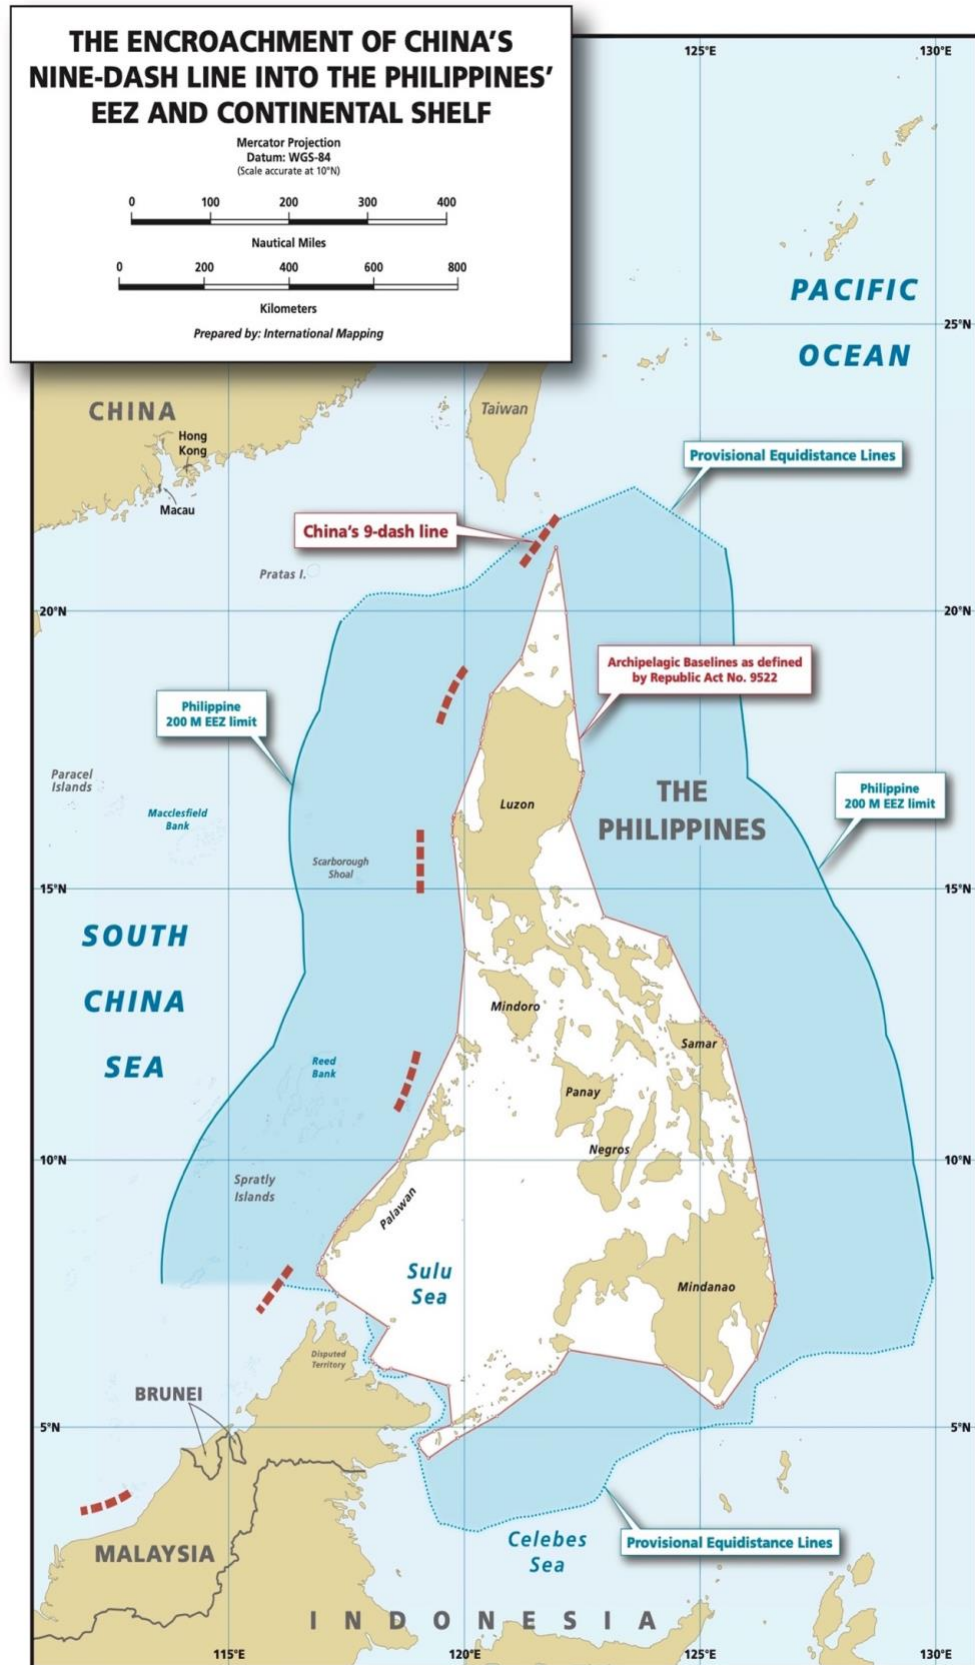 THE ENCROACHMENT OF CHINA'S
NINE-DASH LINE INTO THE PHILIPPINES'
EEZ AND CONTINENTAL SHELF
Mercator Projection
Datum: WGS-84
(Scale accurate at 10°N)
0 100 200 300 400
Nautical Miles
0 200 400 600 800
Kilometers
Prepared by: International Mapping
125°E 130°E
PACIFIC
OCEAN
25°N
CHINA
Taiwan
Hong
Kong
Macau
Provisional Equidistance Lines
China's 9-dash line
Pratas I.
20°N 20°N
Archipelagic Baselines as defined
by Republic Act No. 9522
Philippine
200 M EEZ limit
Paracel
Islands
Macclesfield
Bank
Luzon
THE
PHILIPPINES
Philippine
200 M EEZ limit
Scarborough
Shoal
15°N 15°N
SOUTH
CHINA
SEA
Mindoro
Samar
Reed
Bank
Panay
Negros
10°N 10°N
Spratly
Islands
Palawan
Sulu
Sea
Mindanao
Disputed
Territory
BRUNEI
5°N 5°N
MALAYSIA
Celebes
Sea
Provisional Equidistance Lines
INDONESIA
115°E 120°E 125°E 130°E